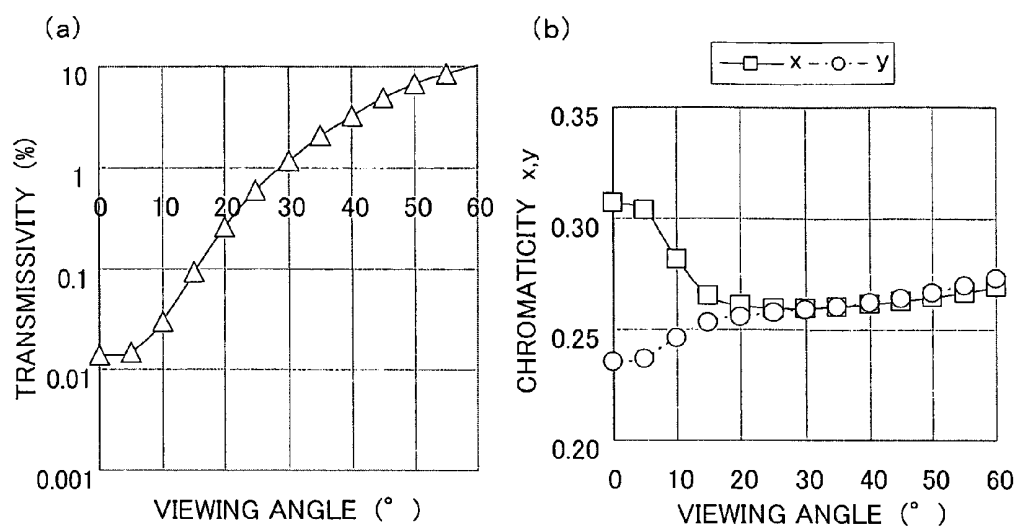 (a)
TRANSMISSIVITY (%)
10
1
0.1
0.01
0.001
0 10 20 30 40 50 60
VIEWING ANGLE (°)
(b)
x y
CHROMATICITY x,y
0.35
0.30
0.25
0.20
0 10 20 30 40 50 60
VIEWING ANGLE (°)